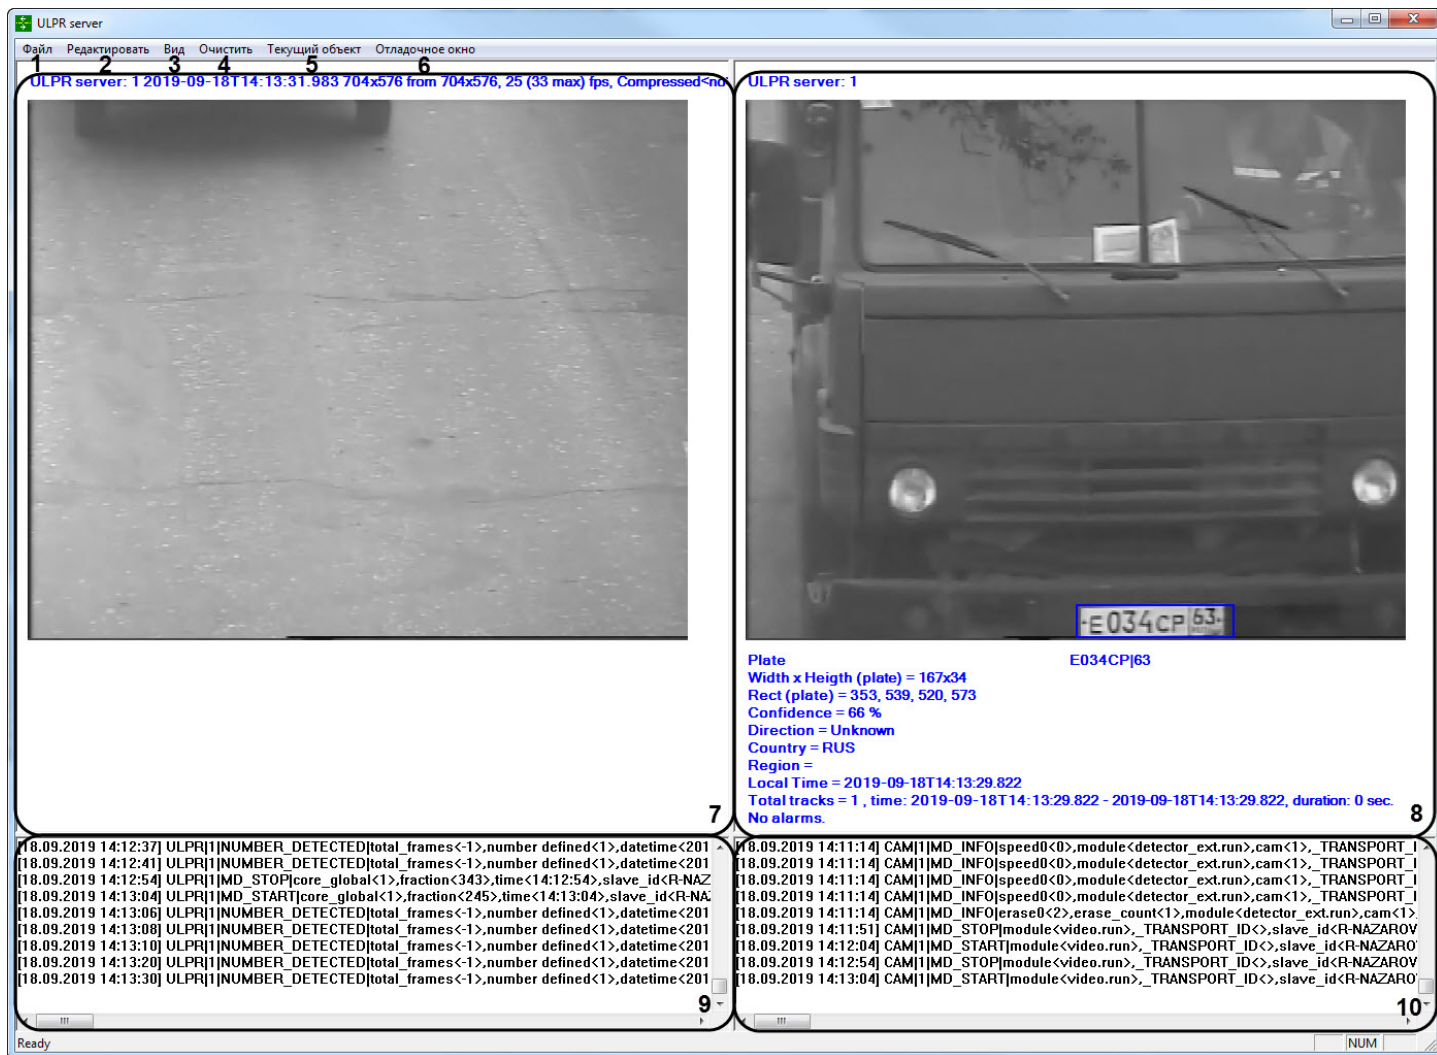 ULPR server
Файл Редактировать Вид Очистить Текущий объект Отладочное окно
1 2 3 4 5 6
ULPR server: 1 2019-09-18T14:13:31.983 704x576 from 704x576, 25 (33 max) fps, Compressed<no
7
ULPR server: 1
E034CP 63
Plate E034CP|63
Width x Heigth (plate) = 167x34
Rect (plate) = 353, 539, 520, 573
Confidence = 66 %
Direction = Unknown
Country = RUS
Region =
Local Time = 2019-09-18T14:13:29.822
Total tracks = 1 , time: 2019-09-18T14:13:29.822 - 2019-09-18T14:13:29.822, duration: 0 sec.
No alarms.
8
[18.09.2019 14:12:37] ULPR|1|NUMBER_DETECTED|total_frames<-1>,number defined<1>,datetime<201
[18.09.2019 14:12:41] ULPR|1|NUMBER_DETECTED|total_frames<-1>,number defined<1>,datetime<201
[18.09.2019 14:12:54] ULPR|1|MD_STOP|core_global<1>,fraction<343>,time<14:12:54>,slave_id<R-NAZ
[18.09.2019 14:13:04] ULPR|1|MD_START|core_global<1>,fraction<245>,time<14:13:04>,slave_id<R-NA
[18.09.2019 14:13:06] ULPR|1|NUMBER_DETECTED|total_frames<-1>,number defined<1>,datetime<201
[18.09.2019 14:13:08] ULPR|1|NUMBER_DETECTED|total_frames<-1>,number defined<1>,datetime<201
[18.09.2019 14:13:10] ULPR|1|NUMBER_DETECTED|total_frames<-1>,number defined<1>,datetime<201
[18.09.2019 14:13:20] ULPR|1|NUMBER_DETECTED|total_frames<-1>,number defined<1>,datetime<201
[18.09.2019 14:13:30] ULPR|1|NUMBER_DETECTED|total_frames<-1>,number defined<1>,datetime<201
9
[18.09.2019 14:11:14] CAM|1|MD_INFO|speed0<0>,module<detector_ext.run>,cam<1>,_TRANSPORT_I
[18.09.2019 14:11:14] CAM|1|MD_INFO|speed0<0>,module<detector_ext.run>,cam<1>,_TRANSPORT_I
[18.09.2019 14:11:14] CAM|1|MD_INFO|speed0<0>,module<detector_ext.run>,cam<1>,_TRANSPORT_I
[18.09.2019 14:11:14] CAM|1|MD_INFO|speed0<0>,module<detector_ext.run>,cam<1>,_TRANSPORT_I
[18.09.2019 14:11:14] CAM|1|MD_INFO|erase0<2>,erase_count<1>,module<detector_ext.run>,cam<1>,
[18.09.2019 14:11:51] CAM|1|MD_STOP|module<video.run>,_TRANSPORT_ID<>,slave_id<R-NAZAROV
[18.09.2019 14:12:04] CAM|1|MD_START|module<video.run>,_TRANSPORT_ID<>,slave_id<R-NAZARO
[18.09.2019 14:12:54] CAM|1|MD_STOP|module<video.run>,_TRANSPORT_ID<>,slave_id<R-NAZAROV
[18.09.2019 14:13:04] CAM|1|MD_START|module<video.run>,_TRANSPORT_ID<>,slave_id<R-NAZARO
10
Ready NUM